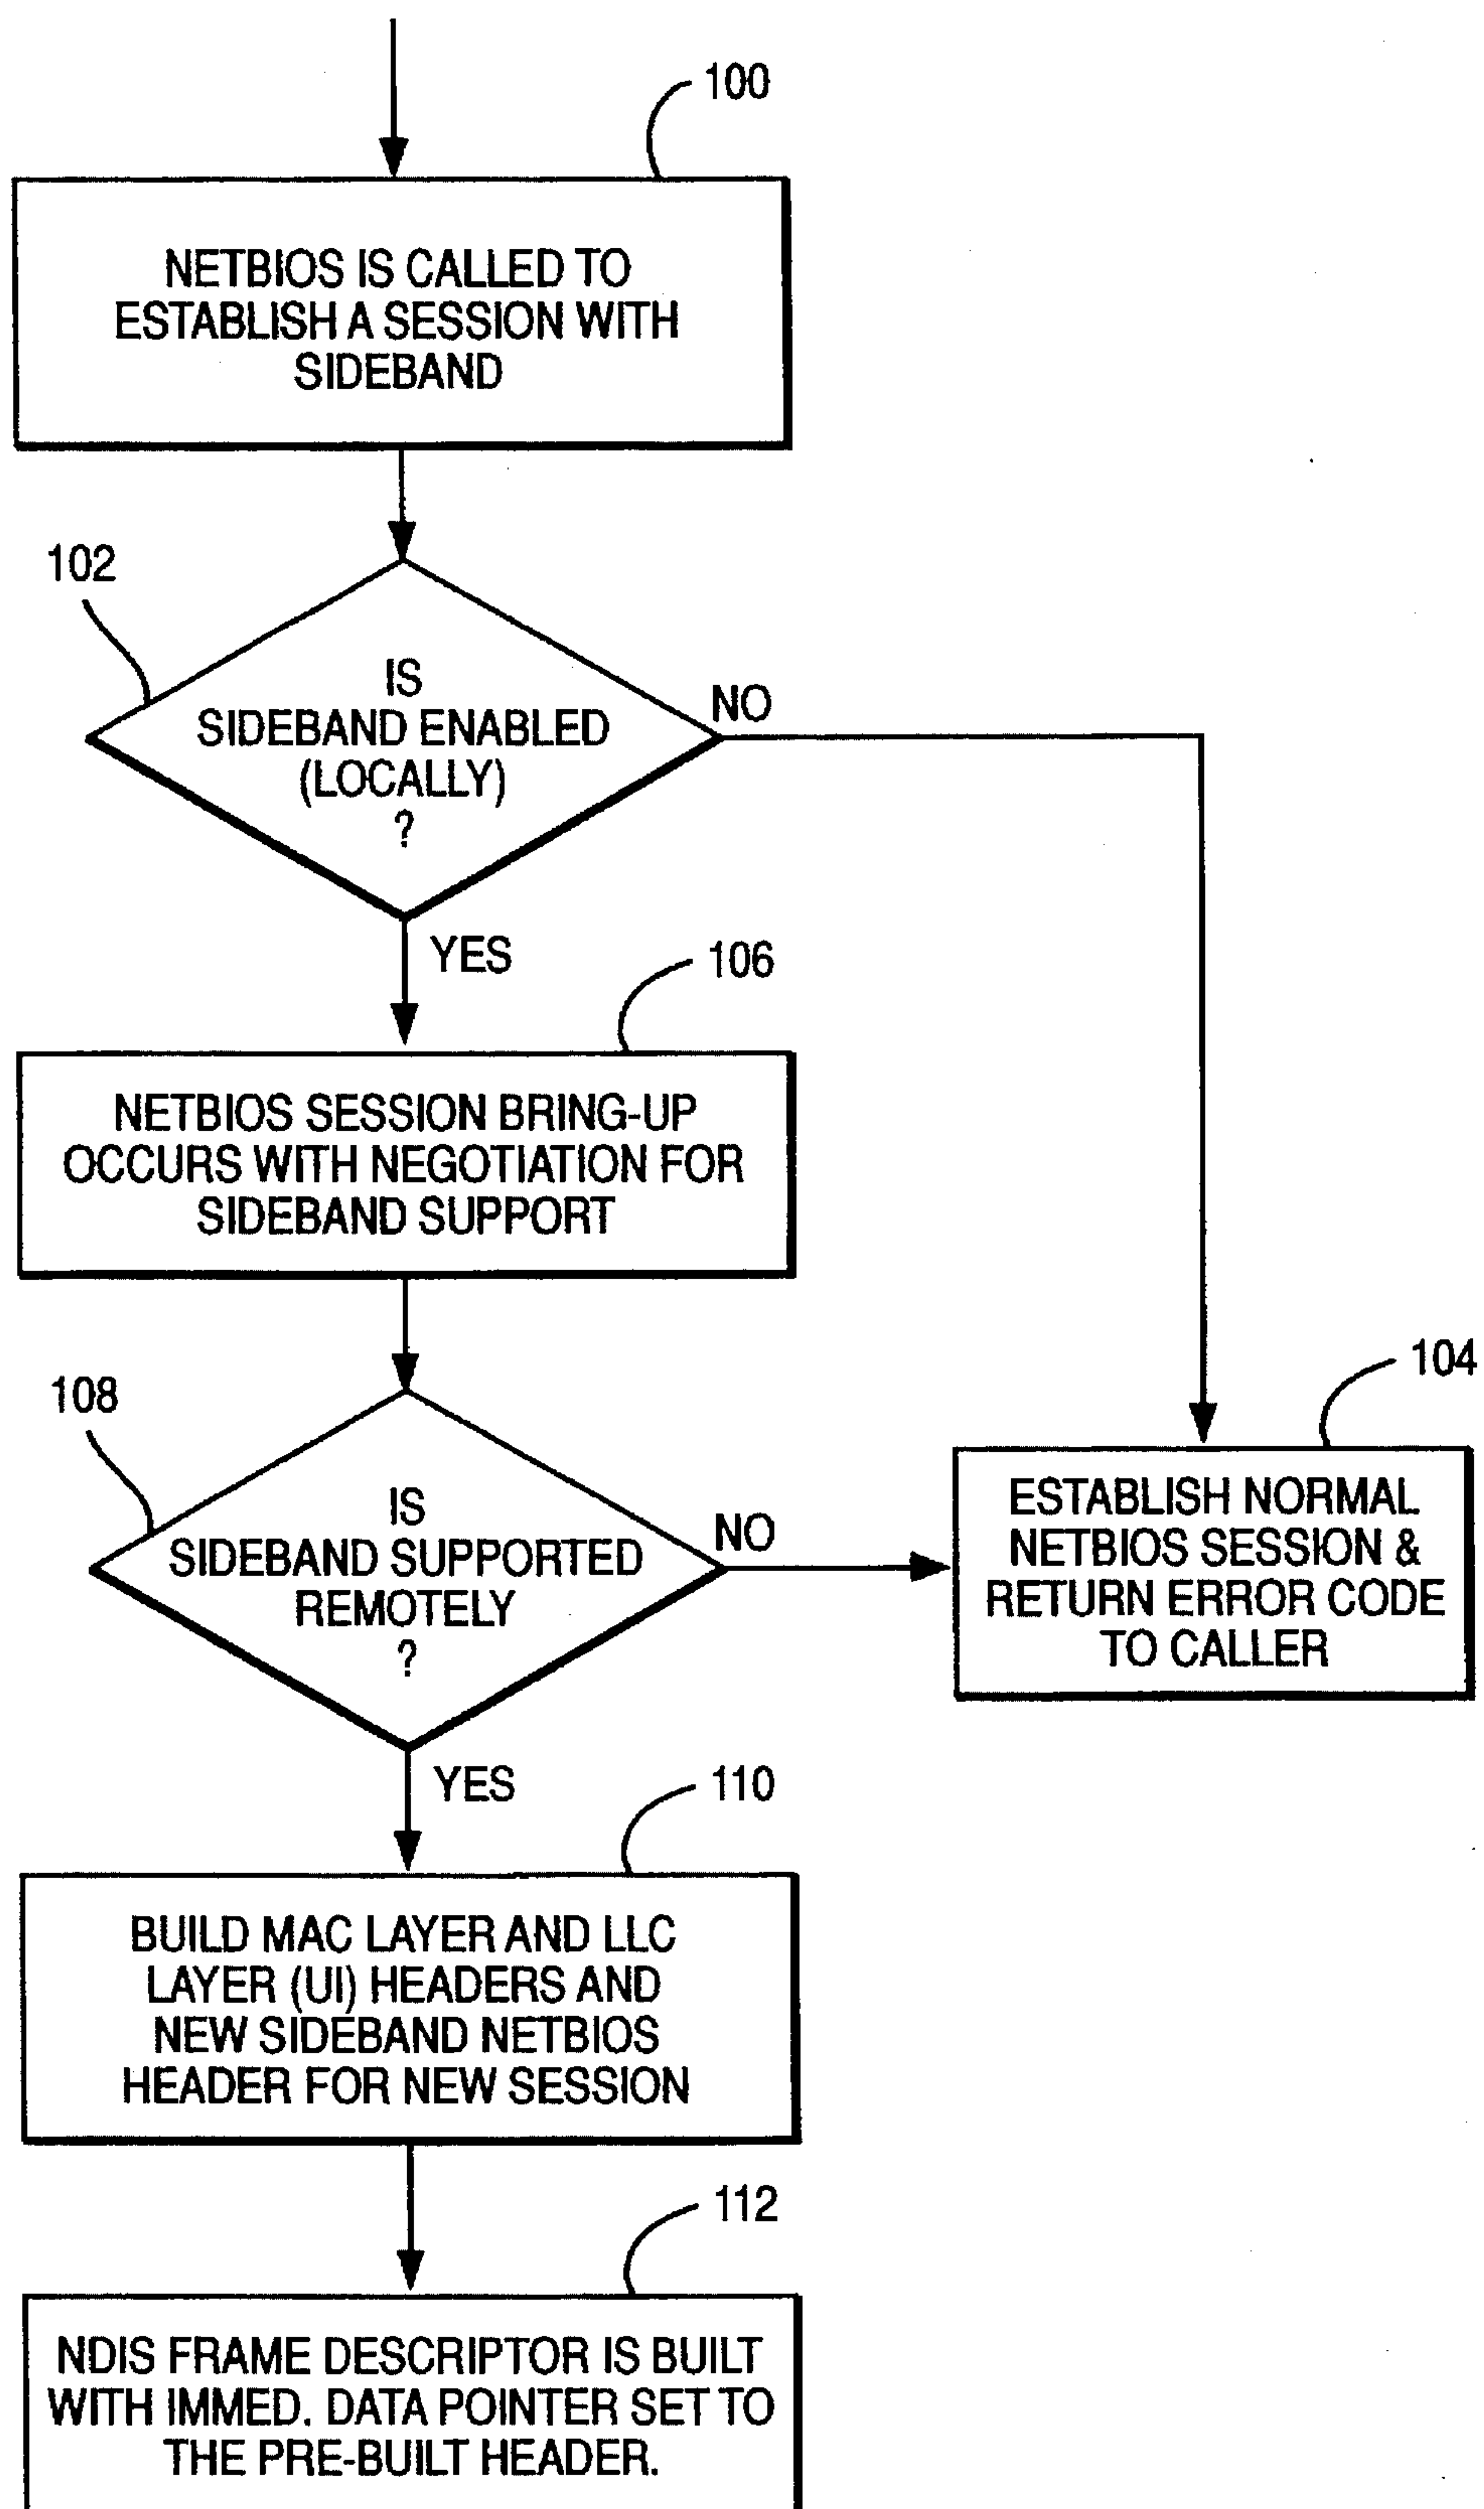 100
NETBIOS IS CALLED TO
ESTABLISH A SESSION WITH
SIDEBAND
102
IS
SIDEBAND ENABLED
(LOCALLY)
?
NO
YES
106
NETBIOS SESSION BRING-UP
OCCURS WITH NEGOTIATION FOR
SIDEBAND SUPPORT
108
IS
SIDEBAND SUPPORTED
REMOTELY
?
NO
104
ESTABLISH NORMAL
NETBIOS SESSION &
RETURN ERROR CODE
TO CALLER
YES
110
BUILD MAC LAYER AND LLC
LAYER (UI) HEADERS AND
NEW SIDEBAND NETBIOS
HEADER FOR NEW SESSION
112
NDIS FRAME DESCRIPTOR IS BUILT
WITH IMMED. DATA POINTER SET TO
THE PRE-BUILT HEADER.